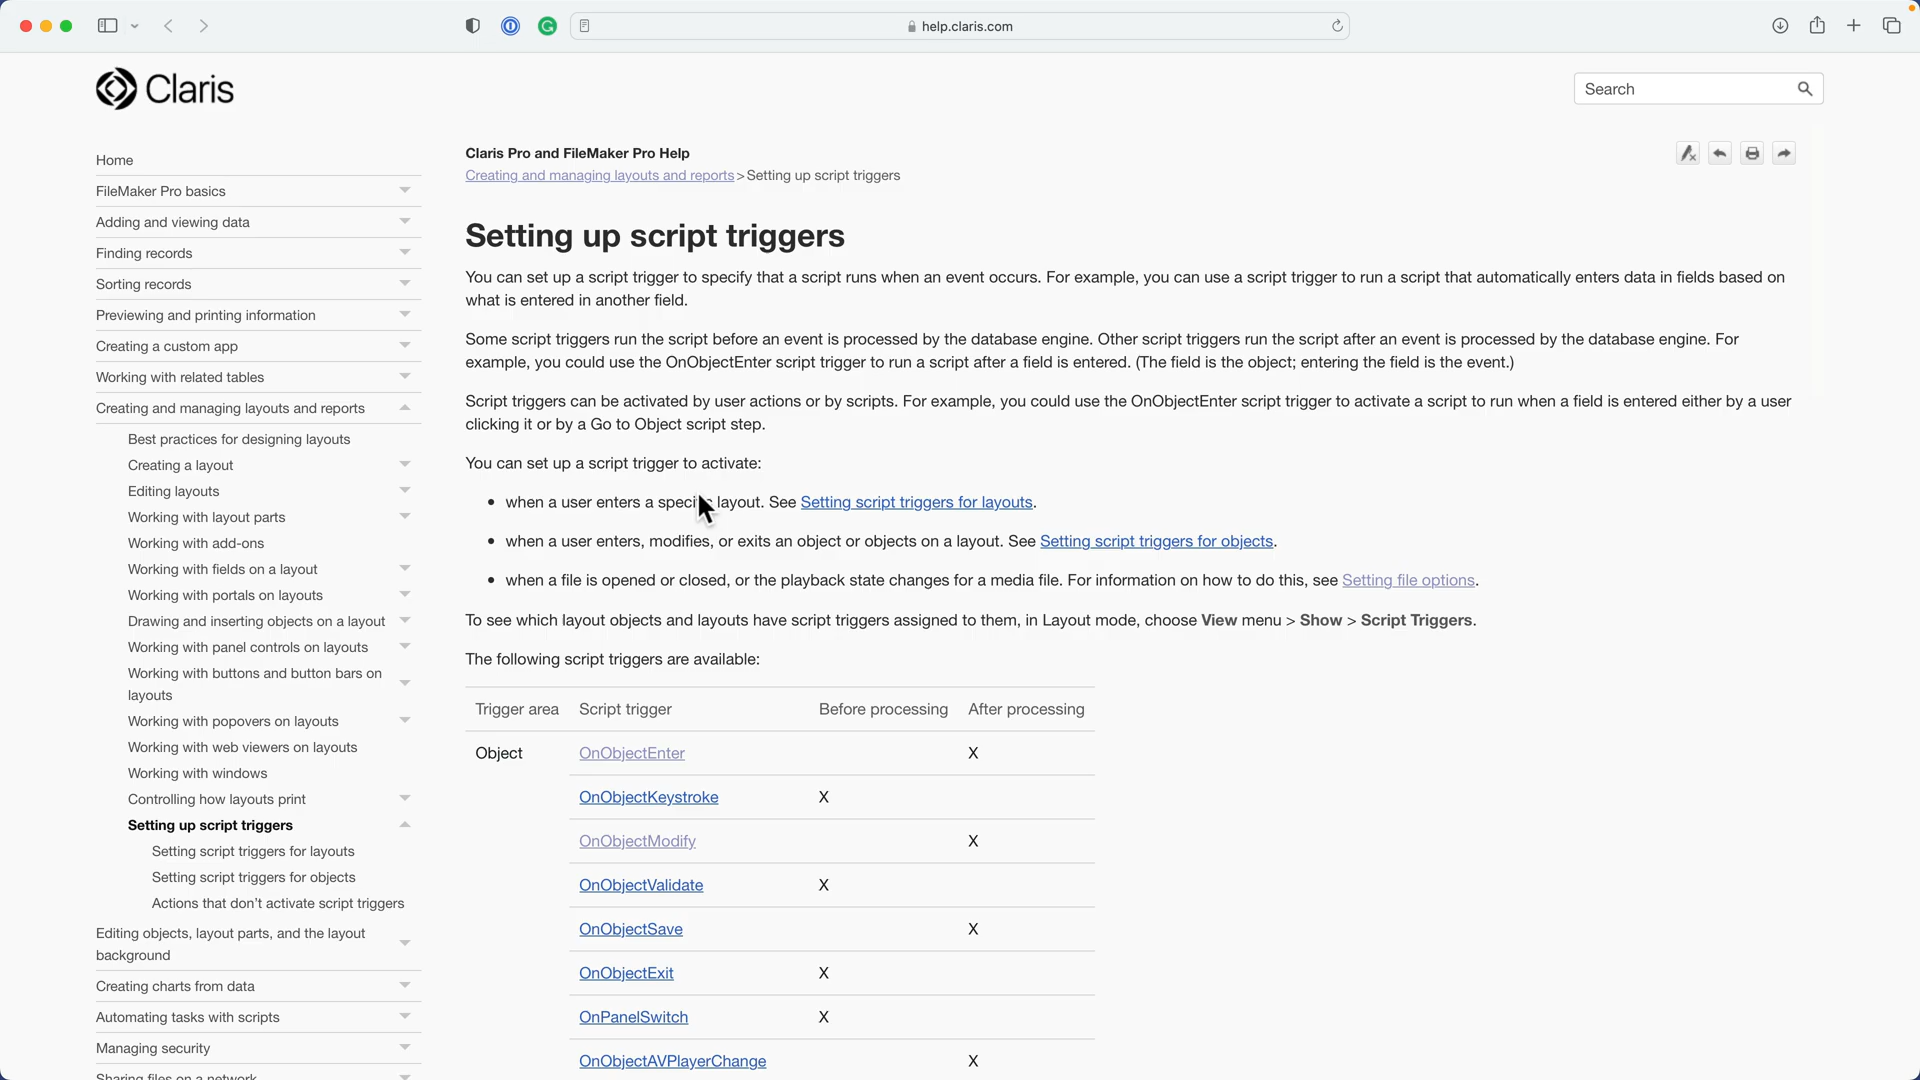 help.claris.com
Claris
Search
Home
FileMaker Pro basics
Adding and viewing data
Finding records
Sorting records
Previewing and printing information
Creating a custom app
Working with related tables
Creating and managing layouts and reports
Best practices for designing layouts
Creating a layout
Editing layouts
Working with layout parts
Working with add-ons
Working with fields on a layout
Working with portals on layouts
Drawing and inserting objects on a layout
Working with panel controls on layouts
Working with buttons and button bars on
layouts
Working with popovers on layouts
Working with web viewers on layouts
Working with windows
Controlling how layouts print
Setting up script triggers
Setting script triggers for layouts
Setting script triggers for objects
Actions that don't activate script triggers
Editing objects, layout parts, and the layout
background
Creating charts from data
Automating tasks with scripts
Managing security
Sharing files on a network
Claris Pro and FileMaker Pro Help
Creating and managing layouts and reports > Setting up script triggers
Setting up script triggers
You can set up a script trigger to specify that a script runs when an event occurs. For example, you can use a script trigger to run a script that automatically enters data in fields based on
what is entered in another field.
Some script triggers run the script before an event is processed by the database engine. Other script triggers run the script after an event is processed by the database engine. For
example, you could use the OnObjectEnter script trigger to run a script after a field is entered. (The field is the object; entering the field is the event.)
Script triggers can be activated by user actions or by scripts. For example, you could use the OnObjectEnter script trigger to activate a script to run when a field is entered either by a user
clicking it or by a Go to Object script step.
You can set up a script trigger to activate:
• when a user enters a specific layout. See Setting script triggers for layouts.
• when a user enters, modifies, or exits an object or objects on a layout. See Setting script triggers for objects.
• when a file is opened or closed, or the playback state changes for a media file. For information on how to do this, see Setting file options.
To see which layout objects and layouts have script triggers assigned to them, in Layout mode, choose View menu > Show > Script Triggers.
The following script triggers are available:
Trigger area Script trigger Before processing After processing
Object OnObjectEnter X
OnObjectKeystroke X
OnObjectModify X
OnObjectValidate X
OnObjectSave X
OnObjectExit X
OnPanelSwitch X
OnObjectAVPlayerChange X